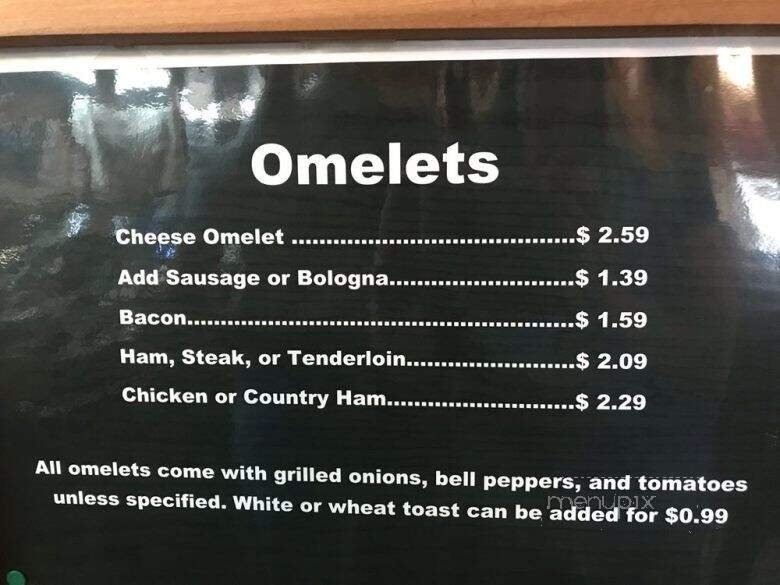 Omelets
Cheese Omelet ..........................................$ 2.59
Add Sausage or Bologna...........................$ 1.39
Bacon.........................................................$ 1.59
Ham, Steak, or Tenderloin.........................$ 2.09
Chicken or Country Ham............................$ 2.29
All omelets come with grilled onions, bell peppers, and tomatoes
unless specified. White or wheat toast can be added for $0.99
menupix